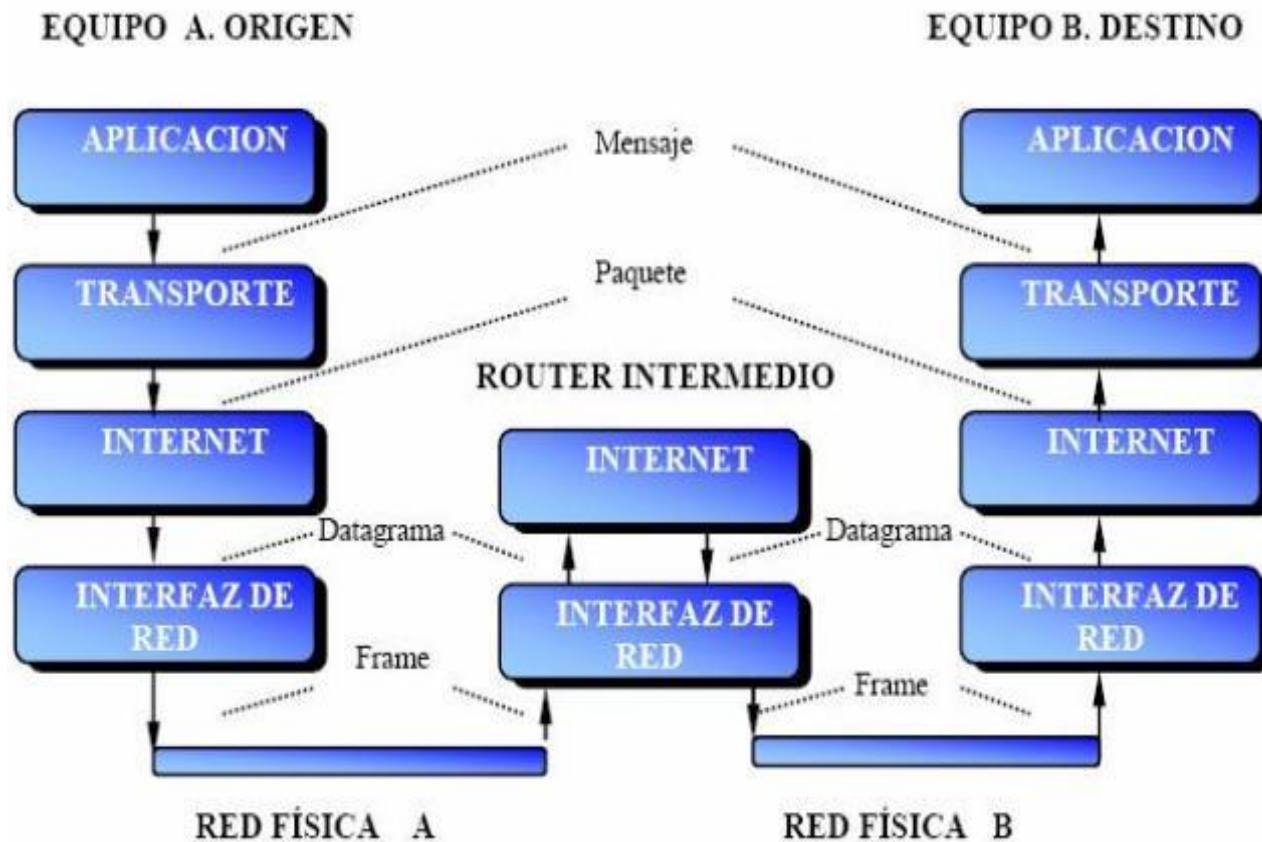 EQUIPO A. ORIGEN
EQUIPO B. DESTINO
APLICACION
Mensaje
APLICACION
TRANSPORTE
Paquete
TRANSPORTE
ROUTER INTERMEDIO
INTERNET
INTERNET
INTERNET
Datagrama
Datagrama
INTERFAZ DE
RED
INTERFAZ DE
RED
INTERFAZ DE
RED
Frame
Frame
RED FÍSICA A
RED FÍSICA B